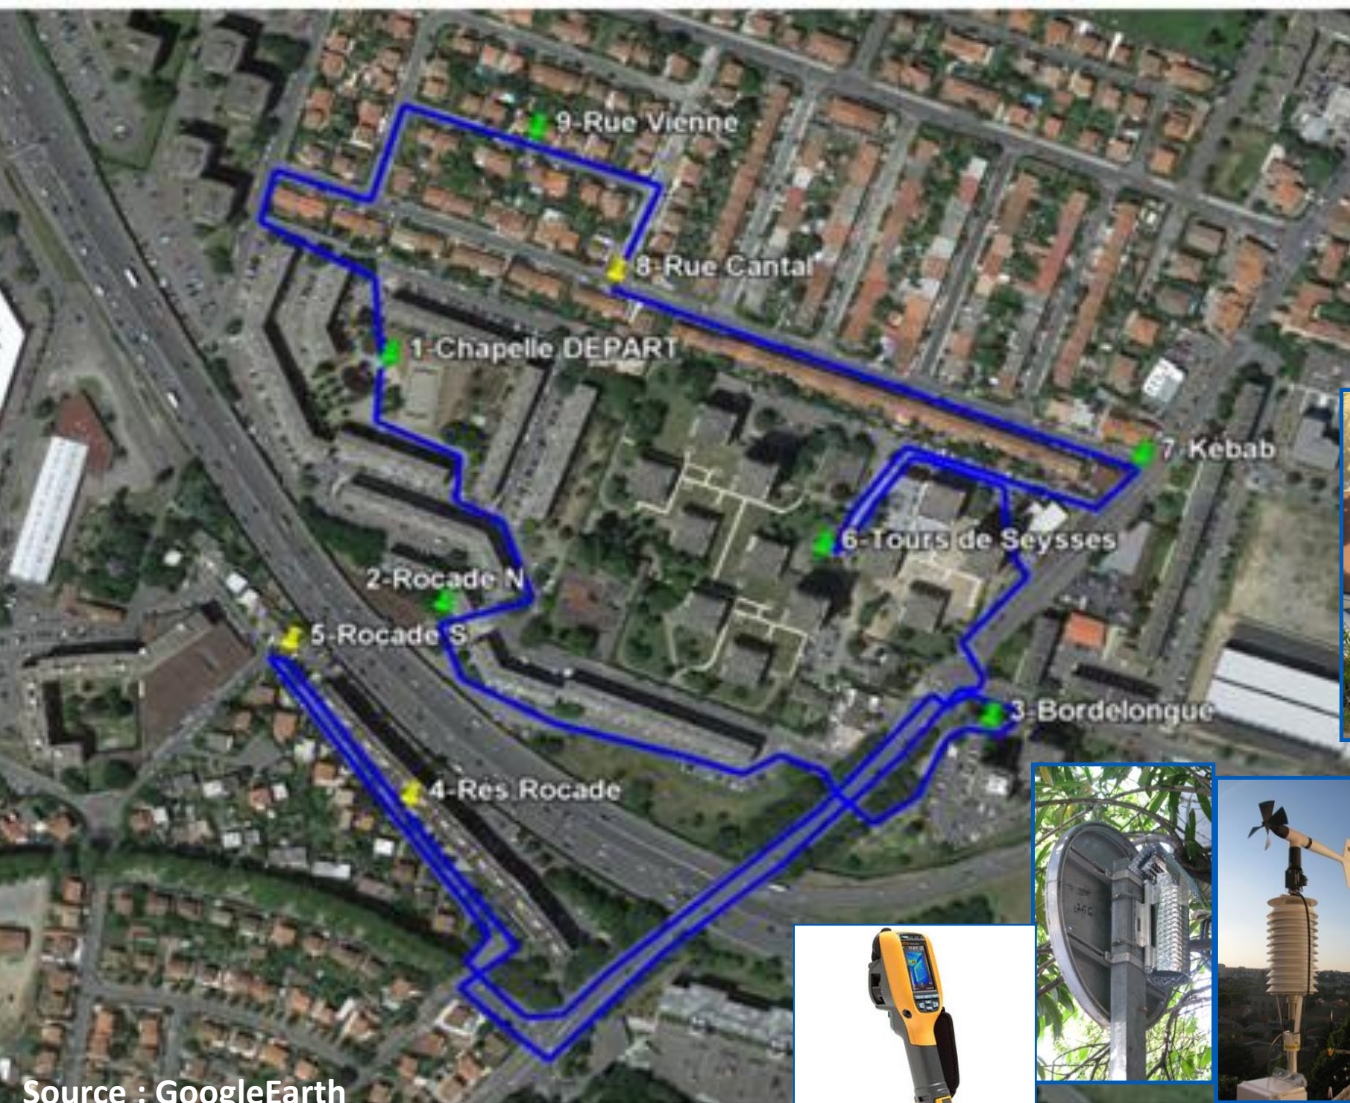 9-Rue Vienne
8-Rue Cantal
1-Chapelle DEPART
7-Kebab
6-Tours de Seysses
2-Rocade N
5-Rocade S
3-Bordelongue
4-Res.Rocade
Source : GoogleEarth